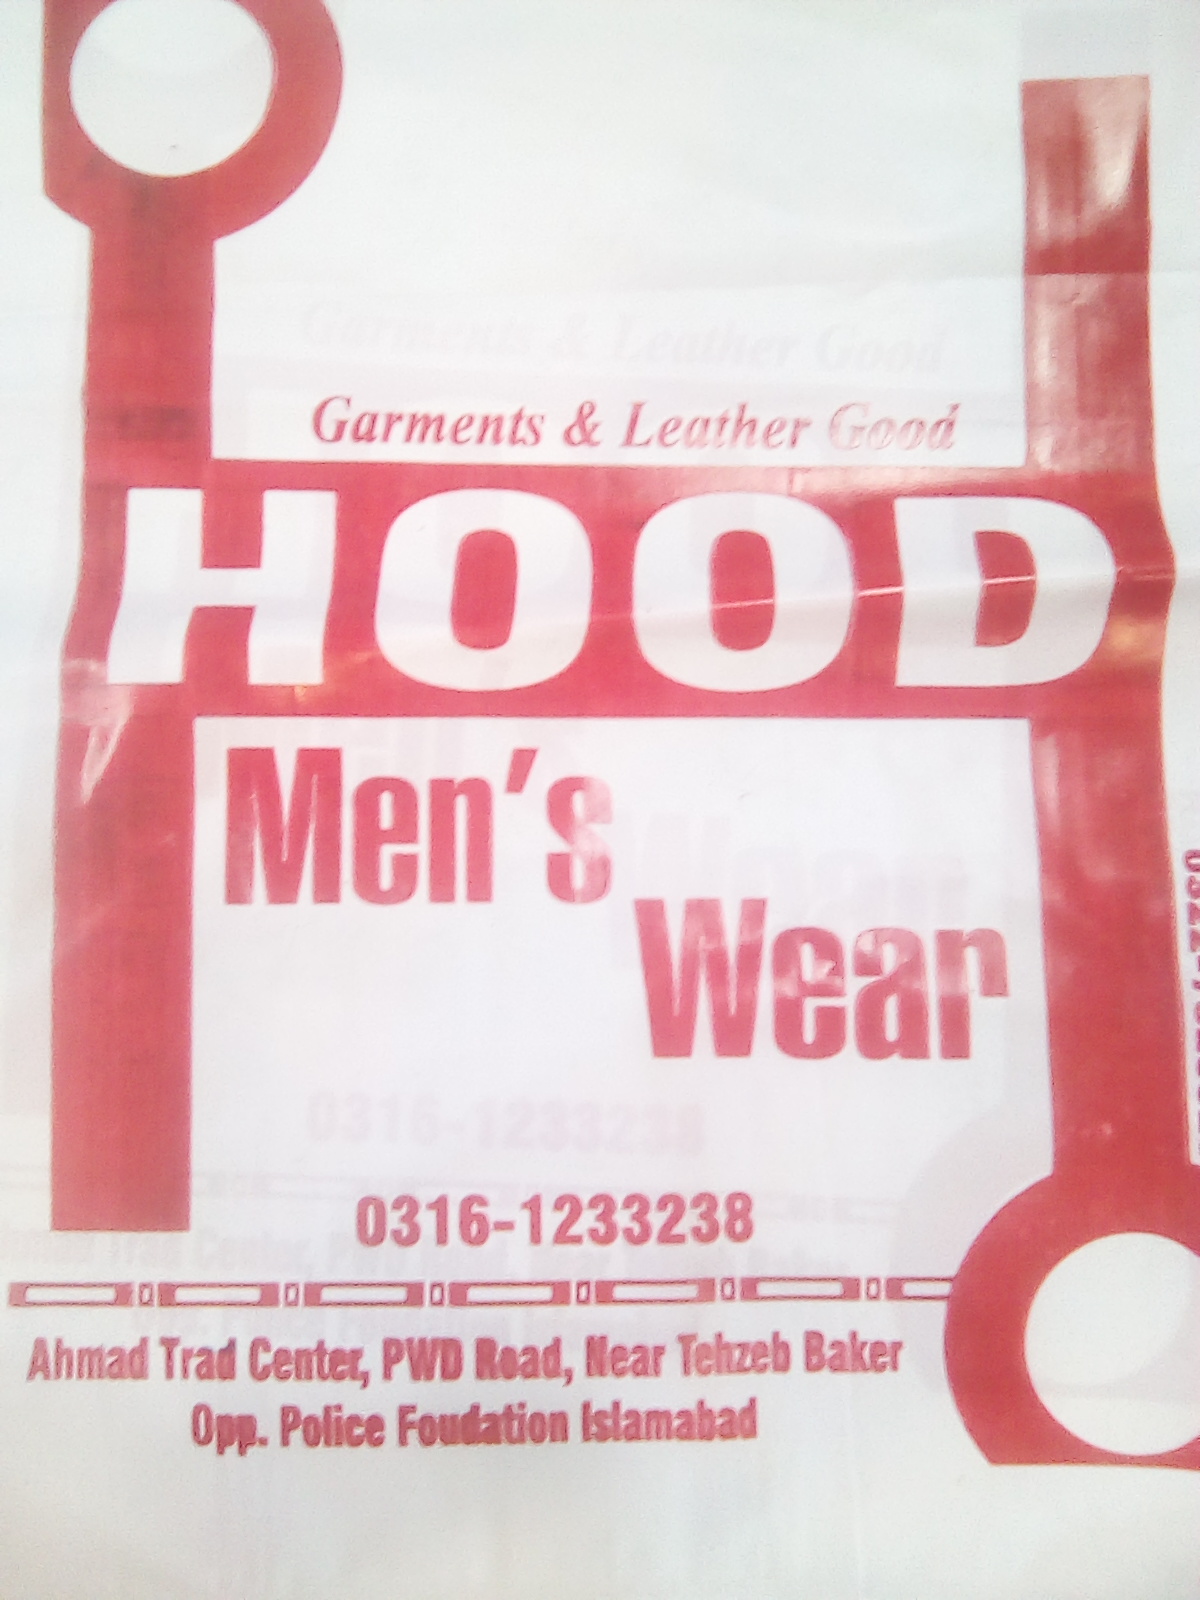 Garments & Leather Good
HOOD
Men's
Wear
0316-1233238
Ahmad Trad Center, PWD Road, Near Tehzeb Baker
Opp. Police Foudation Islamabad